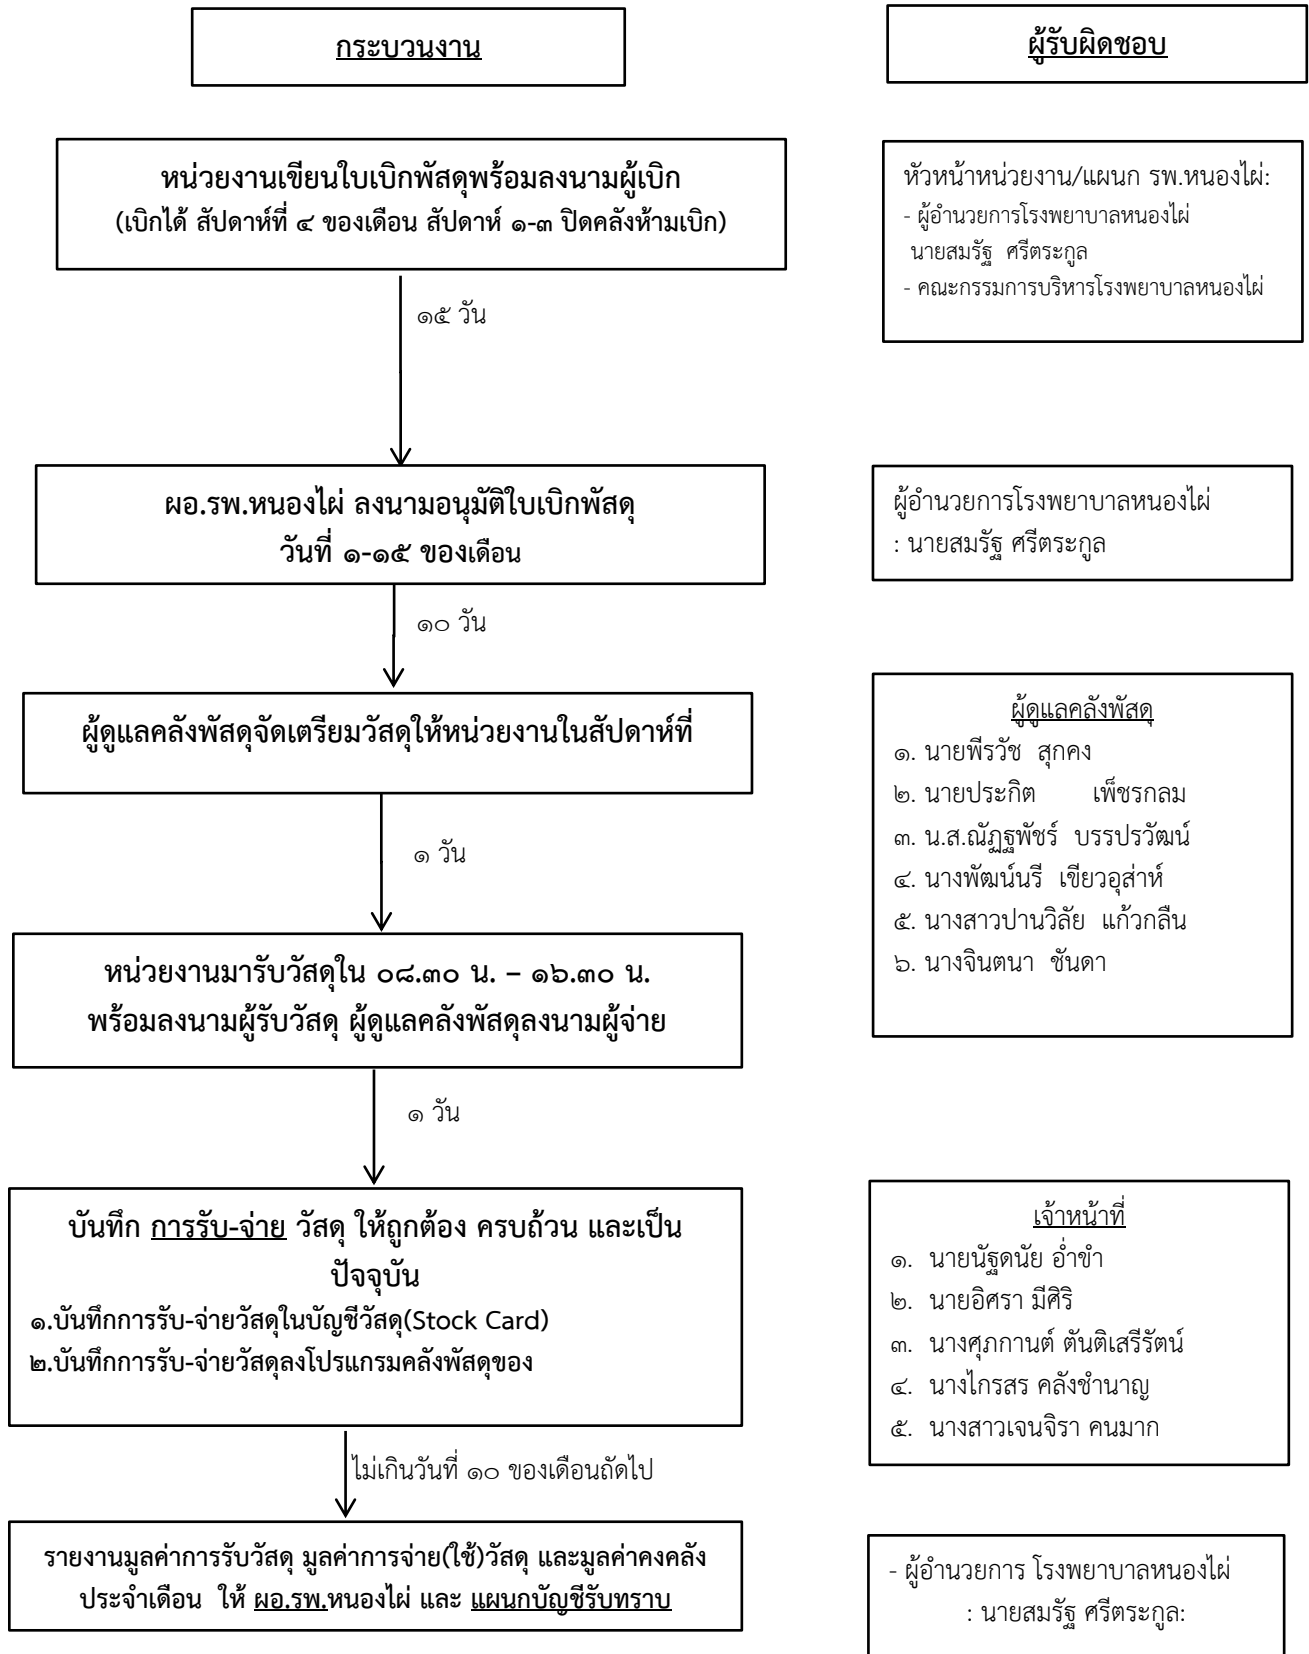 กระบวนงาน
ผู้รับผิดชอบ
หน่วยงานเขียนใบเบิกพัสดุพร้อมลงนามผู้เบิก
(เบิกได้ สัปดาห์ที่ ๔ ของเดือน สัปดาห์ ๑-๓ ปิดคลังห้ามเบิก)
หัวหน้าหน่วยงาน/แผนก รพ.หนองไผ่:
- ผู้อำนวยการโรงพยาบาลหนองไผ่
นายสมรัฐ ศรีตระกูล
- คณะกรรมการบริหารโรงพยาบาลหนองไผ่
๑๕ วัน
ผอ.รพ.หนองไผ่ ลงนามอนุมัติใบเบิกพัสดุ
วันที่ ๑-๑๕ ของเดือน
ผู้อำนวยการโรงพยาบาลหนองไผ่
: นายสมรัฐ ศรีตระกูล
๑๐ วัน
ผู้ดูแลคลังพัสดุจัดเตรียมวัสดุให้หน่วยงานในสัปดาห์ที่
ผู้ดูแลคลังพัสดุ
๑. นายพีรวัช สุกคง
๒. นายประกิต เพ็ชรกลม
๓. น.ส.ณัฏฐพัชร์ บรรปรวัฒน์
๔. นางพัฒน์นรี เขียวอุส่าห์
๕. นางสาวปานวิลัย แก้วกลืน
๖. นางจินตนา ชันดา
๑ วัน
หน่วยงานมารับวัสดุใน ๐๘.๓๐ น. – ๑๖.๓๐ น.
พร้อมลงนามผู้รับวัสดุ ผู้ดูแลคลังพัสดุลงนามผู้จ่าย
๑ วัน
บันทึก การรับ-จ่าย วัสดุ ให้ถูกต้อง ครบถ้วน และเป็น
ปัจจุบัน
๑.บันทึกการรับ-จ่ายวัสดุในบัญชีวัสดุ(Stock Card)
๒.บันทึกการรับ-จ่ายวัสดุลงโปรแกรมคลังพัสดุของ
เจ้าหน้าที่
๑. นายนัฐดนัย อ่ำขำ
๒. นายอิศรา มีศิริ
๓. นางศุภกานต์ ตันติเสรีรัตน์
๔. นางไกรสร คลังชำนาญ
๕. นางสาวเจนจิรา คนมาก
ไม่เกินวันที่ ๑๐ ของเดือนถัดไป
รายงานมูลค่าการรับวัสดุ มูลค่าการจ่าย(ใช้)วัสดุ และมูลค่าคงคลัง
ประจำเดือน ให้ ผอ.รพ.หนองไผ่ และ แผนกบัญชีรับทราบ
- ผู้อำนวยการ โรงพยาบาลหนองไผ่
: นายสมรัฐ ศรีตระกูล: